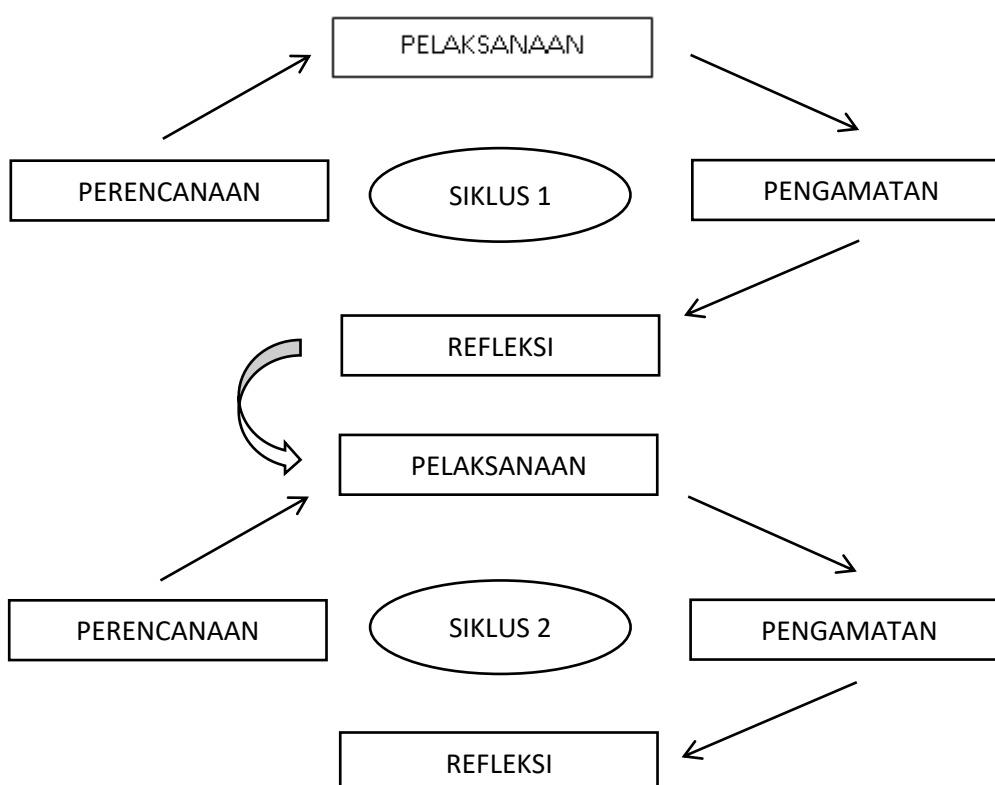 PELAKSANAAN
PERENCANAAN
SIKLUS 1
PENGAMATAN
REFLEKSI
PELAKSANAAN
PERENCANAAN
SIKLUS 2
PENGAMATAN
REFLEKSI